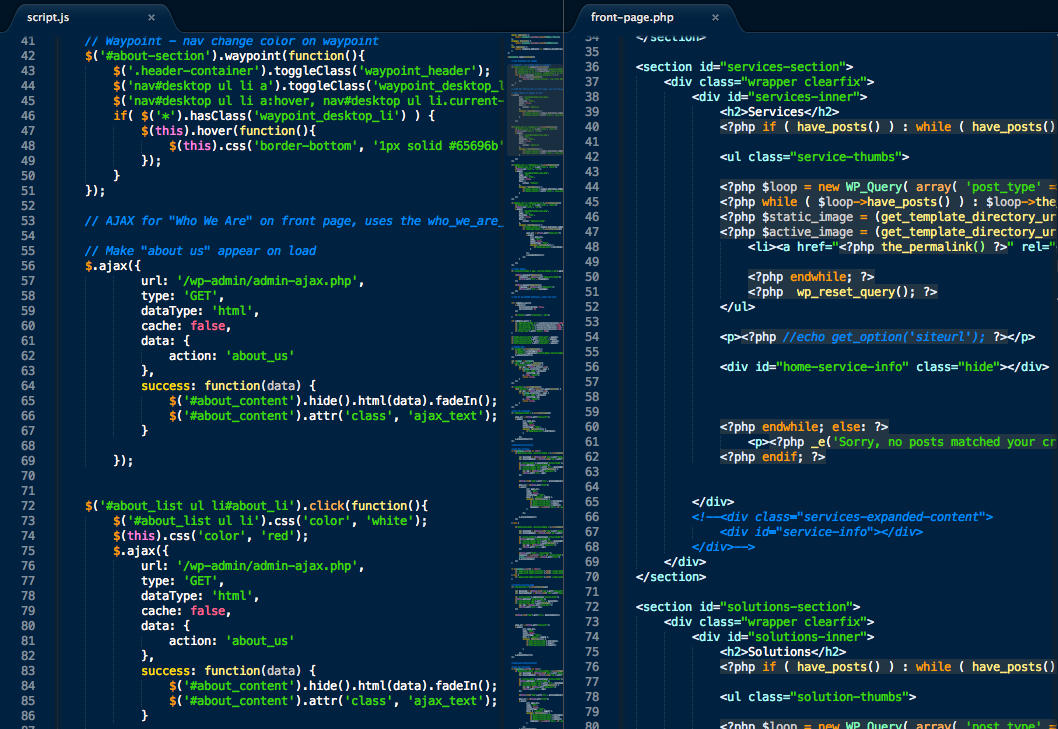 script.js ×
41 // Waypoint - nav change color on waypoint
42 $('#about-section').waypoint(function(){
43 $('.header-container').toggleClass('waypoint_header');
44 $('nav#desktop ul li a').toggleClass('waypoint_desktop_l
45 $('nav#desktop ul li a:hover, nav#desktop ul li.current-
46 if( $('*').hasClass('waypoint_desktop_li') ) {
47 $(this).hover(function(){
48 $(this).css('border-bottom', '1px solid #65696b'
49 });
50 }
51 });
52
53 // AJAX for "Who We Are" on front page, uses the who_we_are_
54
55 // Make "about us" appear on load
56 $.ajax({
57 url: '/wp-admin/admin-ajax.php',
58 type: 'GET',
59 dataType: 'html',
60 cache: false,
61 data: {
62 action: 'about_us'
63 },
64 success: function(data) {
65 $('#about_content').hide().html(data).fadeIn();
66 $('#about_content').attr('class', 'ajax_text');
67 }
68
69 });
70
71
72 $('#about_list ul li#about_li').click(function(){
73 $('#about_list ul li').css('color', 'white');
74 $(this).css('color', 'red');
75 $.ajax({
76 url: '/wp-admin/admin-ajax.php',
77 type: 'GET',
78 dataType: 'html',
79 cache: false,
80 data: {
81 action: 'about_us'
82 },
83 success: function(data) {
84 $('#about_content').hide().html(data).fadeIn();
85 $('#about_content').attr('class', 'ajax_text');
86 }
front-page.php ×
34 </section>
35
36 <section id="services-section">
37 <div class="wrapper clearfix">
38 <div id="services-inner">
39 <h2>Services</h2>
40 <?php if ( have_posts() ) : while ( have_posts()
41
42 <ul class="service-thumbs">
43
44 <?php $loop = new WP_Query( array( 'post_type' =
45 <?php while ( $loop->have_posts() ) : $loop->the_
46 <?php $static_image = (get_template_directory_ur
47 <?php $active_image = (get_template_directory_ur
48 <li><a href="<?php the_permalink() ?>" rel="
49
50 <?php endwhile; ?>
51 <?php wp_reset_query(); ?>
52 </ul>
53
54 <p><?php //echo get_option('siteurl'); ?></p>
55
56 <div id="home-service-info" class="hide"></div>
57
58
59
60 <?php endwhile; else: ?>
61 <p><?php _e('Sorry, no posts matched your cr
62 <?php endif; ?>
63
64
65 </div>
66 <!--<div class="services-expanded-content">
67 <div id="service-info"></div>
68 </div>-->
69 </div>
70 </section>
71
72 <section id="solutions-section">
73 <div class="wrapper clearfix">
74 <div id="solutions-inner">
75 <h2>Solutions</h2>
76 <?php if ( have_posts() ) : while ( have_posts()
77
78 <ul class="solution-thumbs">
79
80 <?php $loop = new WP_Query( array( 'post_type' =